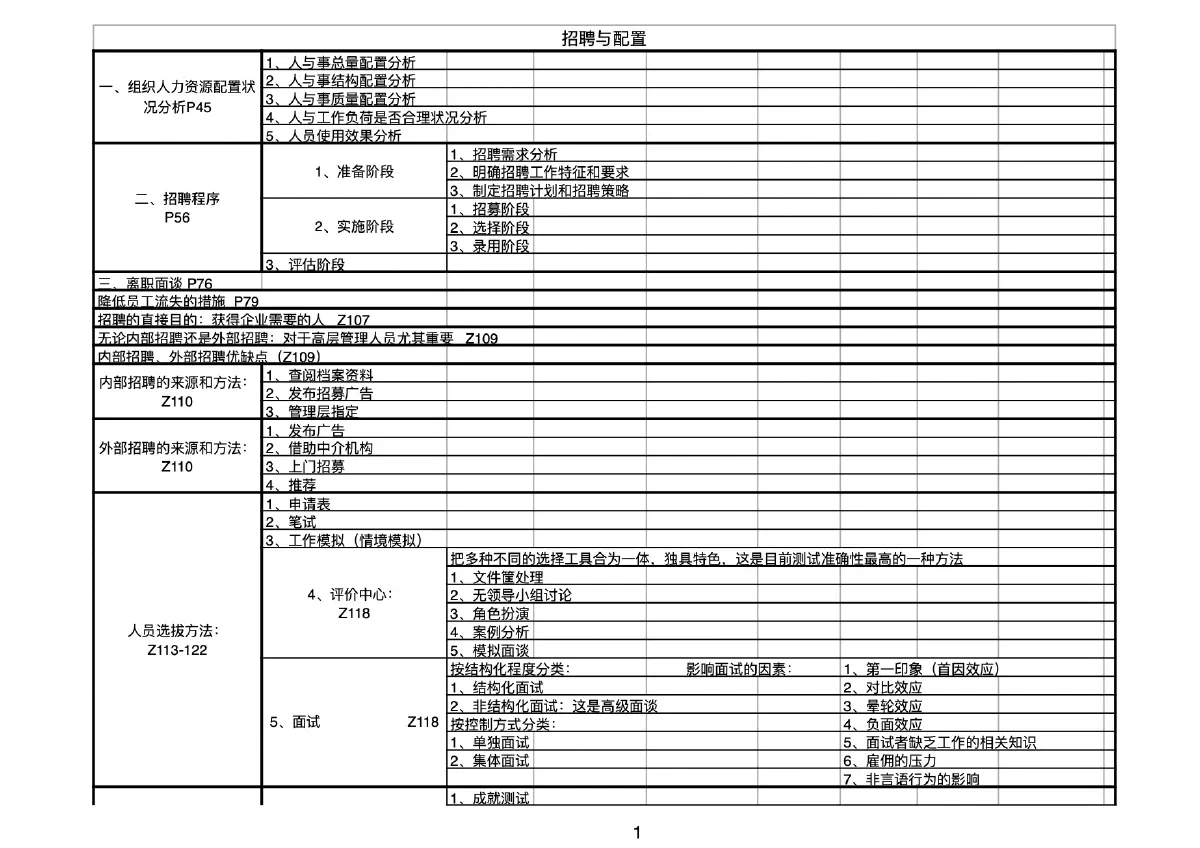 招聘与配置
一、组织人力资源配置状
况分析P45
1、人与事总量配置分析
2、人与事结构配置分析
3、人与事质量配置分析
4、人与工作负荷是否合理状况分析
5、人员使用效果分析
二、招聘程序
P56
1、准备阶段
1、招聘需求分析
2、明确招聘工作特征和要求
3、制定招聘计划和招聘策略
2、实施阶段
1、招募阶段
2、选择阶段
3、录用阶段
3、评估阶段
三、离职面谈 P76
降低员工流失的措施 P79
招聘的直接目的：获得企业需要的人 Z107
无论内部招聘还是外部招聘：对于高层管理人员尤其重要 Z109
内部招聘、外部招聘优缺点（Z109）
内部招聘的来源和方法：
Z110
1、查阅档案资料
2、发布招募广告
3、管理层指定
外部招聘的来源和方法：
Z110
1、发布广告
2、借助中介机构
3、上门招募
4、推荐
人员选拔方法：
Z113-122
1、申请表
2、笔试
3、工作模拟（情境模拟）
4、评价中心：
Z118
把多种不同的选择工具合为一体，独具特色，这是目前测试准确性最高的一种方法
1、文件筐处理
2、无领导小组讨论
3、角色扮演
4、案例分析
5、模拟面谈
5、面试 Z118
按结构化程度分类： 影响面试的因素： 1、第一印象（首因效应）
1、结构化面试 2、对比效应
2、非结构化面试：这是高级面谈 3、晕轮效应
按控制方式分类： 4、负面效应
1、单独面试 5、面试者缺乏工作的相关知识
2、集体面试 6、雇佣的压力
7、非言语行为的影响
1、成就测试
1